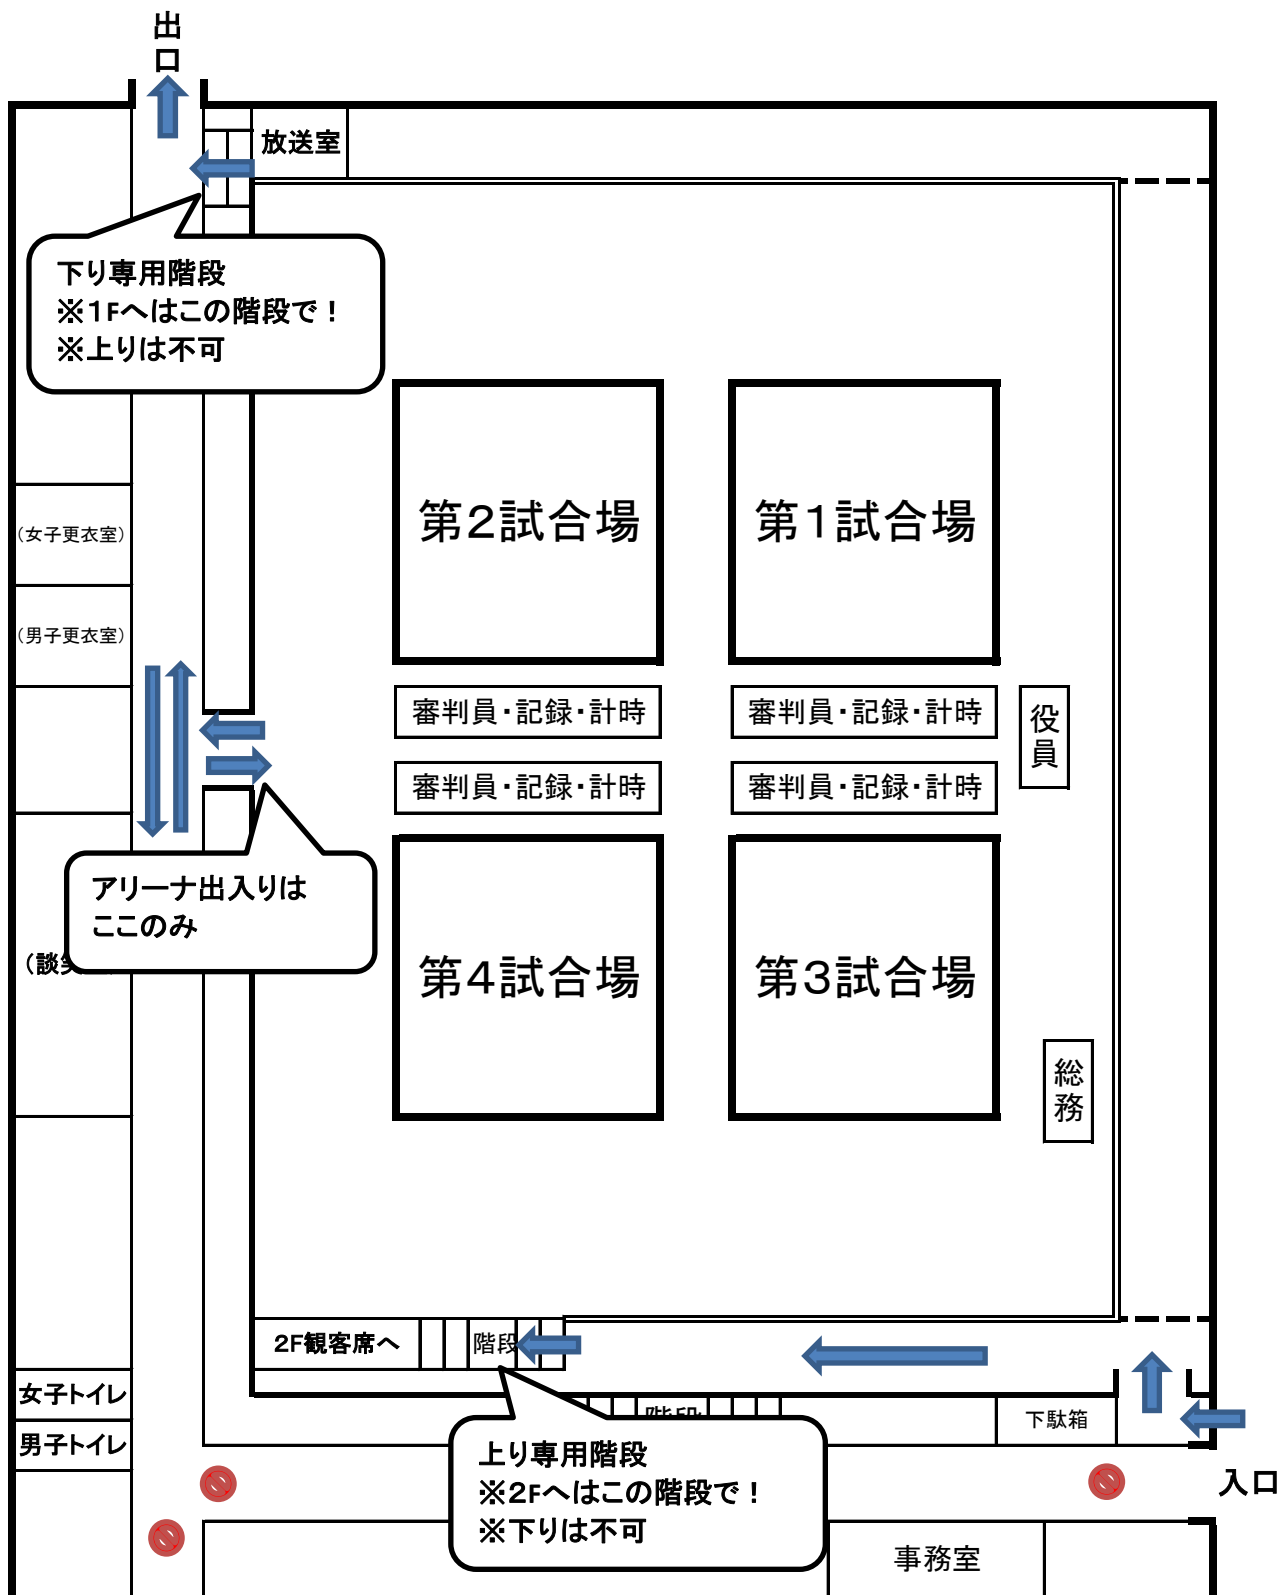 出口
放送室
下り専用階段
※1Fへはこの階段で！
※上りは不可
第2試合場
第1試合場
（女子更衣室）
（男子更衣室）
審判員・記録・計時
審判員・記録・計時
役員
審判員・記録・計時
審判員・記録・計時
アリーナ出入りは
ここのみ
（談
第4試合場
第3試合場
総務
2F観客席へ
階段
女子トイレ
階段
下駄箱
男子トイレ
上り専用階段
※2Fへはこの階段で！
※下りは不可
入口
事務室